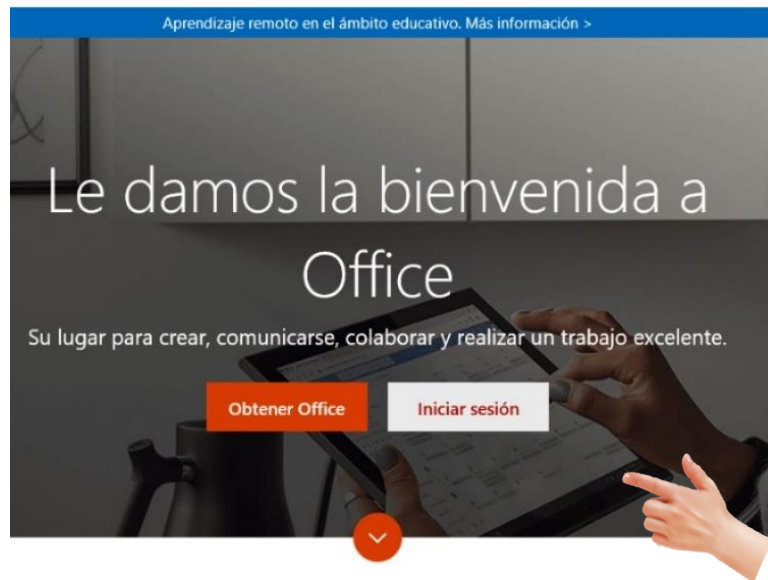 Aprendizaje remoto en el ámbito educativo. Más información >
Le damos la bienvenida a
Office
Su lugar para crear, comunicarse, colaborar y realizar un trabajo excelente.
Obtener Office
Iniciar sesión